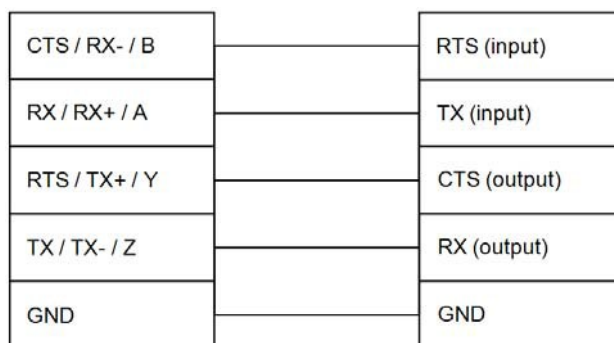 CTS / RX- / B
RTS (input)
RX / RX+ / A
TX (input)
RTS / TX+ / Y
CTS (output)
TX / TX- / Z
RX (output)
GND
GND